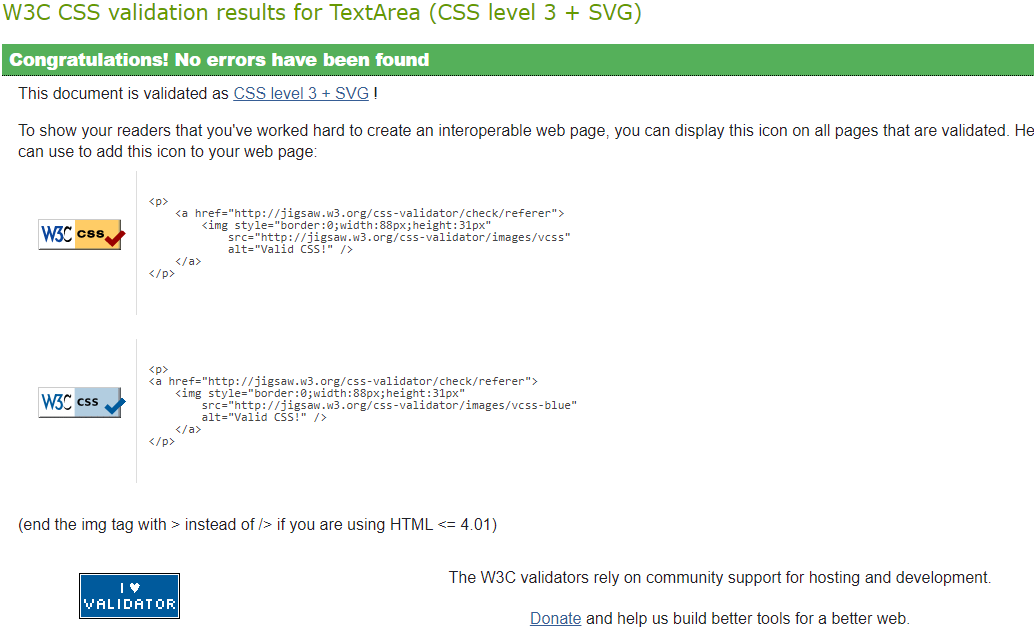 W3C CSS validation results for TextArea (CSS level 3 + SVG)
Congratulations! No errors have been found
This document is validated as CSS level 3 + SVG !
To show your readers that you've worked hard to create an interoperable web page, you can display this icon on all pages that are validated. He
can use to add this icon to your web page:
W3C css
<p>
    <a href="http://jigsaw.w3.org/css-validator/check/referer">
        <img style="border:0;width:88px;height:31px"
            src="http://jigsaw.w3.org/css-validator/images/vcss"
            alt="Valid CSS!" />
    </a>
</p>
W3C css
<p>
<a href="http://jigsaw.w3.org/css-validator/check/referer">
    <img style="border:0;width:88px;height:31px"
        src="http://jigsaw.w3.org/css-validator/images/vcss-blue"
        alt="Valid CSS!" />
    </a>
</p>
(end the img tag with > instead of /> if you are using HTML <= 4.01)
I ♥
VALIDATOR
The W3C validators rely on community support for hosting and development.
Donate and help us build better tools for a better web.